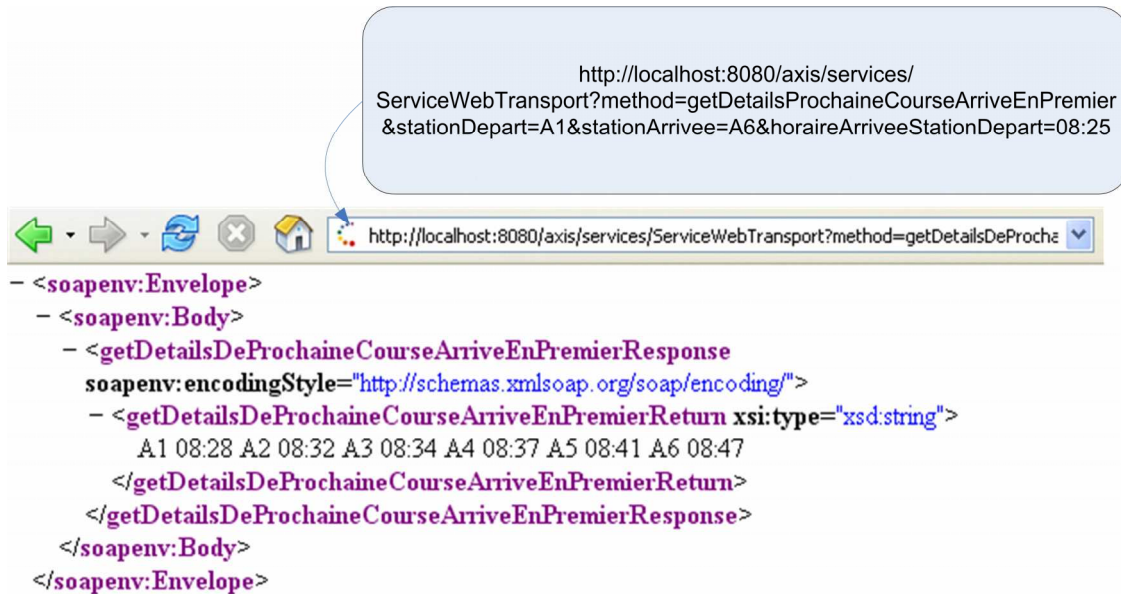 http://localhost:8080/axis/services/
ServiceWebTransport?method=getDetailsProchaineCourseArriveEnPremier
&stationDepart=A1&stationArrivee=A6&horaireArriveeStationDepart=08:25
http://localhost:8080/axis/services/ServiceWebTransport?method=getDetailsDeProcha
− <soapenv:Envelope>
− <soapenv:Body>
− <getDetailsDeProchaineCourseArriveEnPremierResponse
soapenv:encodingStyle="http://schemas.xmlsoap.org/soap/encoding/">
− <getDetailsDeProchaineCourseArriveEnPremierReturn xsi:type="xsd:string">
A1 08:28 A2 08:32 A3 08:34 A4 08:37 A5 08:41 A6 08:47
</getDetailsDeProchaineCourseArriveEnPremierReturn>
</getDetailsDeProchaineCourseArriveEnPremierResponse>
</soapenv:Body>
</soapenv:Envelope>